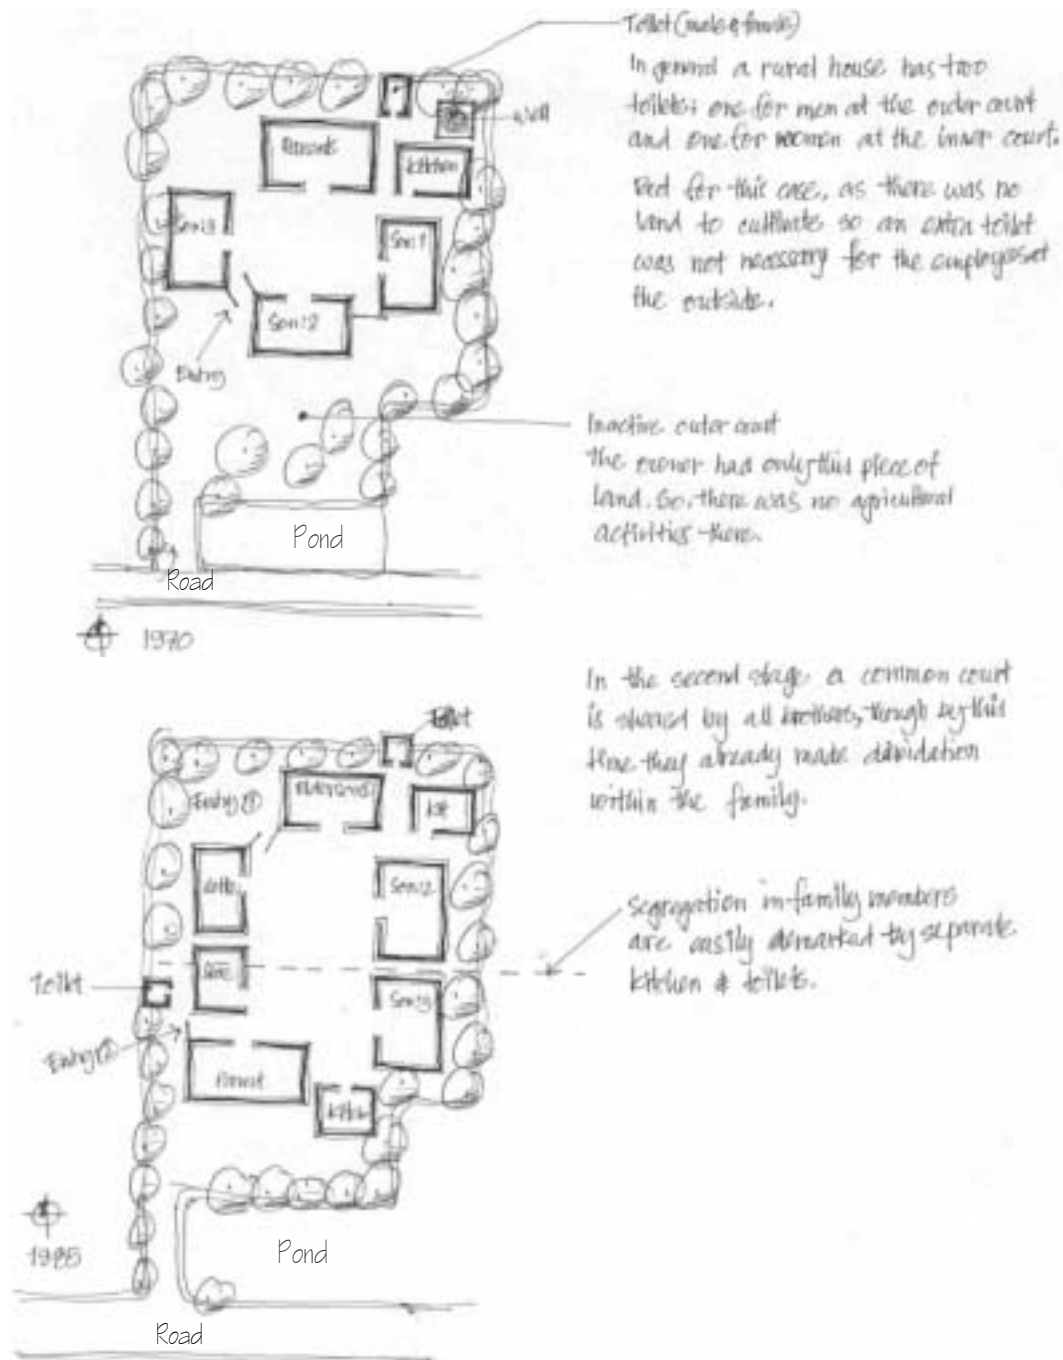 Toilet (male & female)
In general a rural house has two
toilets; one for men at the outer court
and one for women at the inner court.
But for this case, as there was no
land to cultivate so an extra toilet
was not necessary for the employees at
the outside.
Well
Parents
Kitchen
Son:3
Son:1
Son:2
Entry
Inactive outer court
The owner had only this piece of
land. So, there was no agricultural
activities there.
Pond
Road
1970
In the second stage a common court
is shared by all brothers, though by this
time they already made dividation
within the family.
Toilet
Entry ①
Kit
Son:2
Segregation in family members
are easily demarked by separate
kitchen & toilets.
Toilet
Son:3
Entry ②
Parent
Kitch
1985
Pond
Road